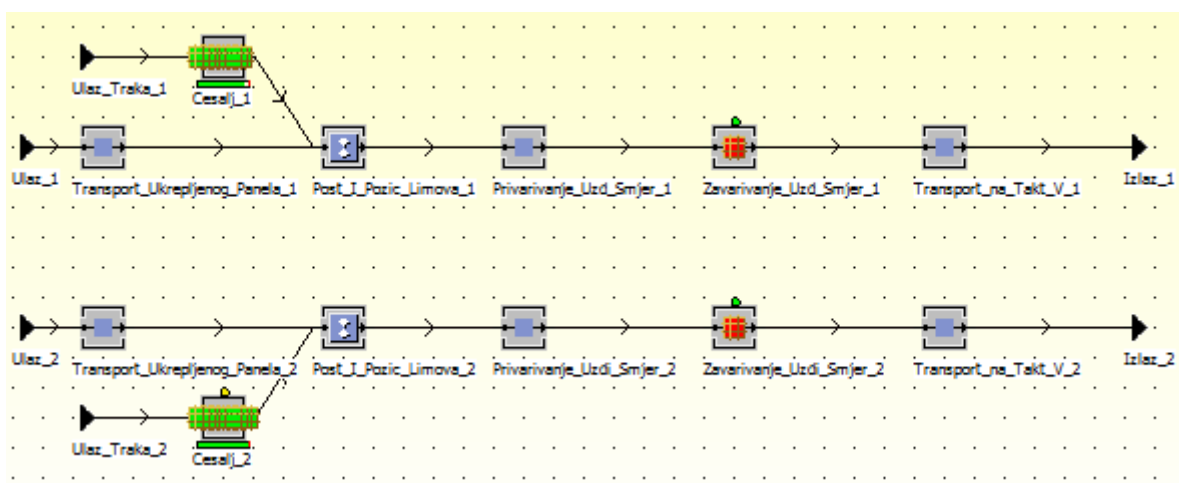 Ulaz_Traka_1
Cesalj_1
Ulaz_1
Transport_Ukrepljenog_Panela_1
Post_I_Pozic_Limova_1
Privarivanje_Uzd_Smjer_1
Zavarivanje_Uzd_Smjer_1
Transport_na_Takt_V_1
Izlaz_1
Ulaz_2
Transport_Ukrepljenog_Panela_2
Post_I_Pozic_Limova_2
Privarivanje_Uzdi_Smjer_2
Zavarivanje_Uzdi_Smjer_2
Transport_na_Takt_V_2
Izlaz_2
Ulaz_Traka_2
Cesalj_2